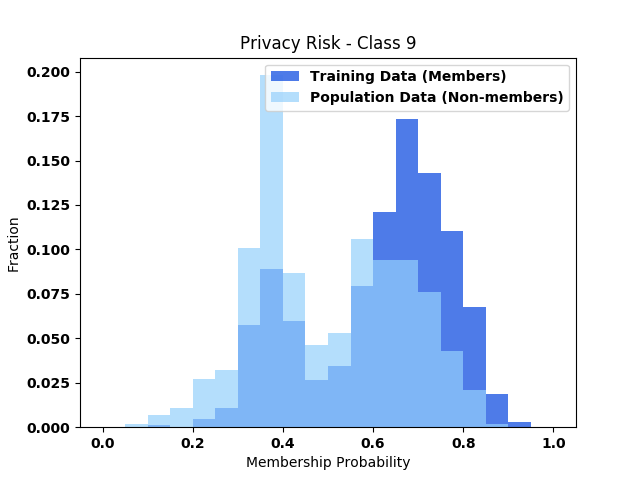 Privacy Risk - Class 9
Training Data (Members)
Population Data (Non-members)
Fraction
0.200
0.175
0.150
0.125
0.100
0.075
0.050
0.025
0.000
0.0 0.2 0.4 0.6 0.8 1.0
Membership Probability